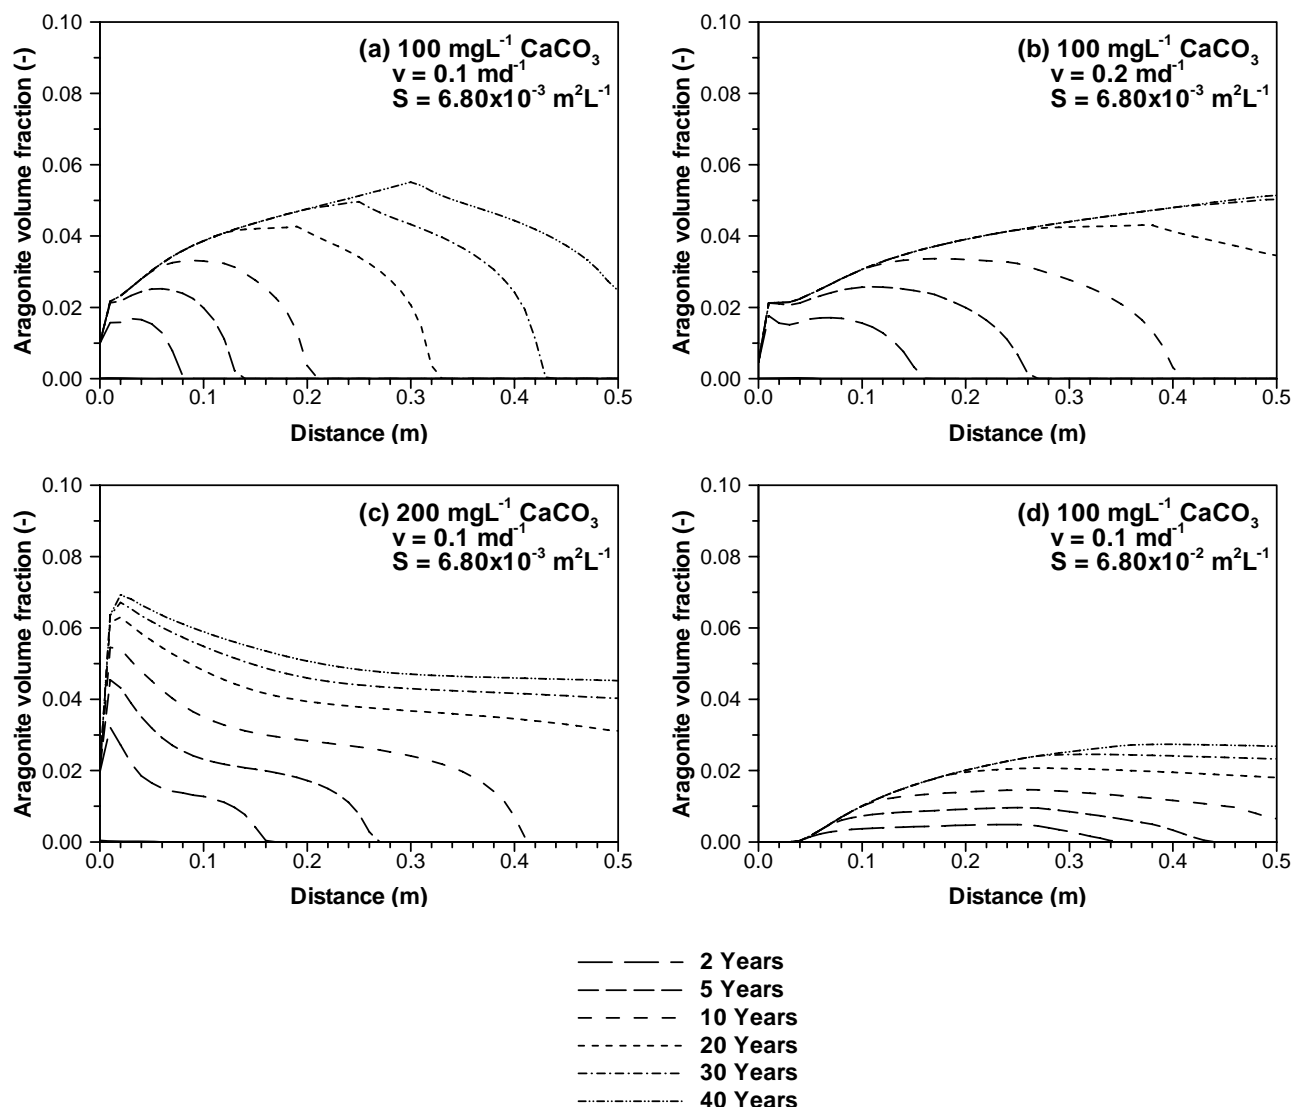 (a) 100 mgL⁻¹ CaCO₃
v = 0.1 md⁻¹
S = 6.80x10⁻³ m²L⁻¹
Aragonite volume fraction (-)
0.10
0.08
0.06
0.04
0.02
0.00
0.0 0.1 0.2 0.3 0.4 0.5
Distance (m)
(b) 100 mgL⁻¹ CaCO₃
v = 0.2 md⁻¹
S = 6.80x10⁻³ m²L⁻¹
Aragonite volume fraction (-)
0.10
0.08
0.06
0.04
0.02
0.00
0.0 0.1 0.2 0.3 0.4 0.5
Distance (m)
(c) 200 mgL⁻¹ CaCO₃
v = 0.1 md⁻¹
S = 6.80x10⁻³ m²L⁻¹
Aragonite volume fraction (-)
0.10
0.08
0.06
0.04
0.02
0.00
0.0 0.1 0.2 0.3 0.4 0.5
Distance (m)
(d) 100 mgL⁻¹ CaCO₃
v = 0.1 md⁻¹
S = 6.80x10⁻² m²L⁻¹
Aragonite volume fraction (-)
0.10
0.08
0.06
0.04
0.02
0.00
0.0 0.1 0.2 0.3 0.4 0.5
Distance (m)
2 Years
5 Years
10 Years
20 Years
30 Years
40 Years